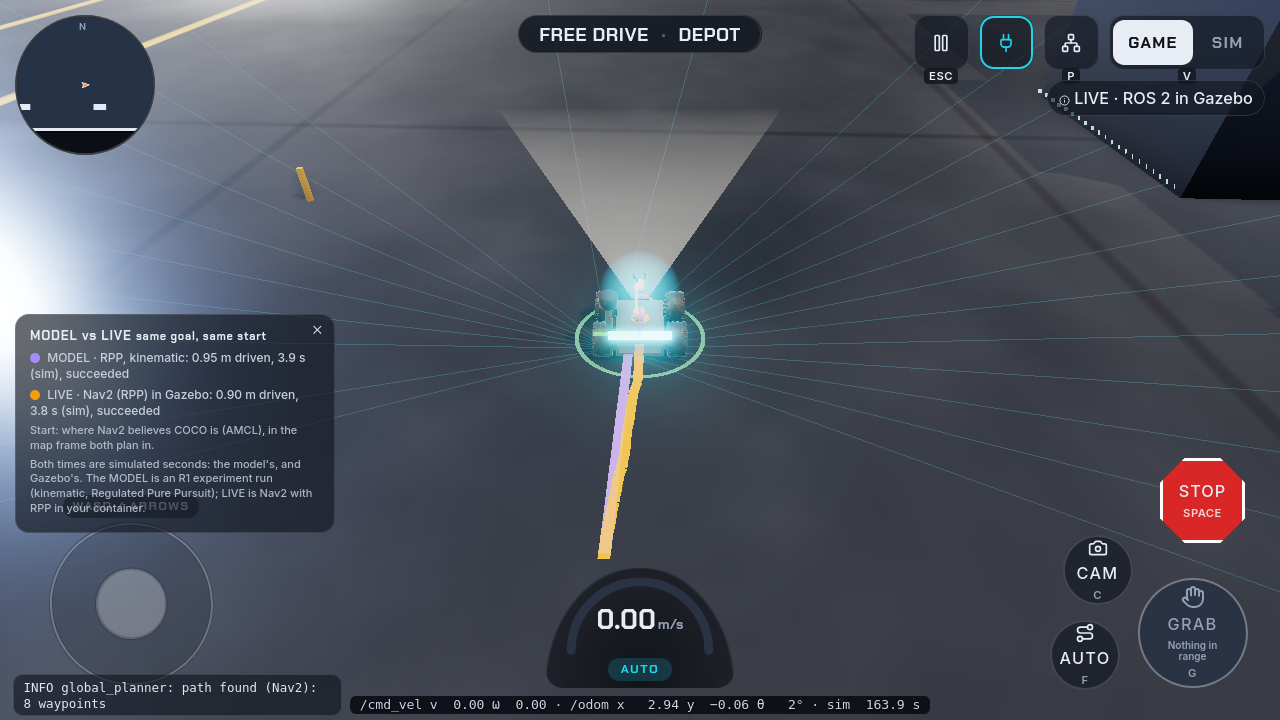 N
FREE DRIVE · DEPOT
ESC
P
GAME
SIM
V
LIVE · ROS 2 in Gazebo
MODEL vs LIVE same goal, same start
MODEL · RPP, kinematic: 0.95 m driven, 3.9 s
(sim), succeeded
LIVE · Nav2 (RPP) in Gazebo: 0.90 m driven,
3.8 s (sim), succeeded
Start: where Nav2 believes COCO is (AMCL), in the
map frame both plan in.
Both times are simulated seconds: the model's, and
Gazebo's. The MODEL is an R1 experiment run
(kinematic, Regulated Pure Pursuit); LIVE is Nav2 with
RPP in your container.
STOP
SPACE
CAM
C
GRAB
Nothing in
range
G
AUTO
F
0.00 m/s
AUTO
INFO global_planner: path found (Nav2):
8 waypoints
/cmd_vel v 0.00 ω 0.00 · /odom x 2.94 y −0.06 θ 2° · sim 163.9 s